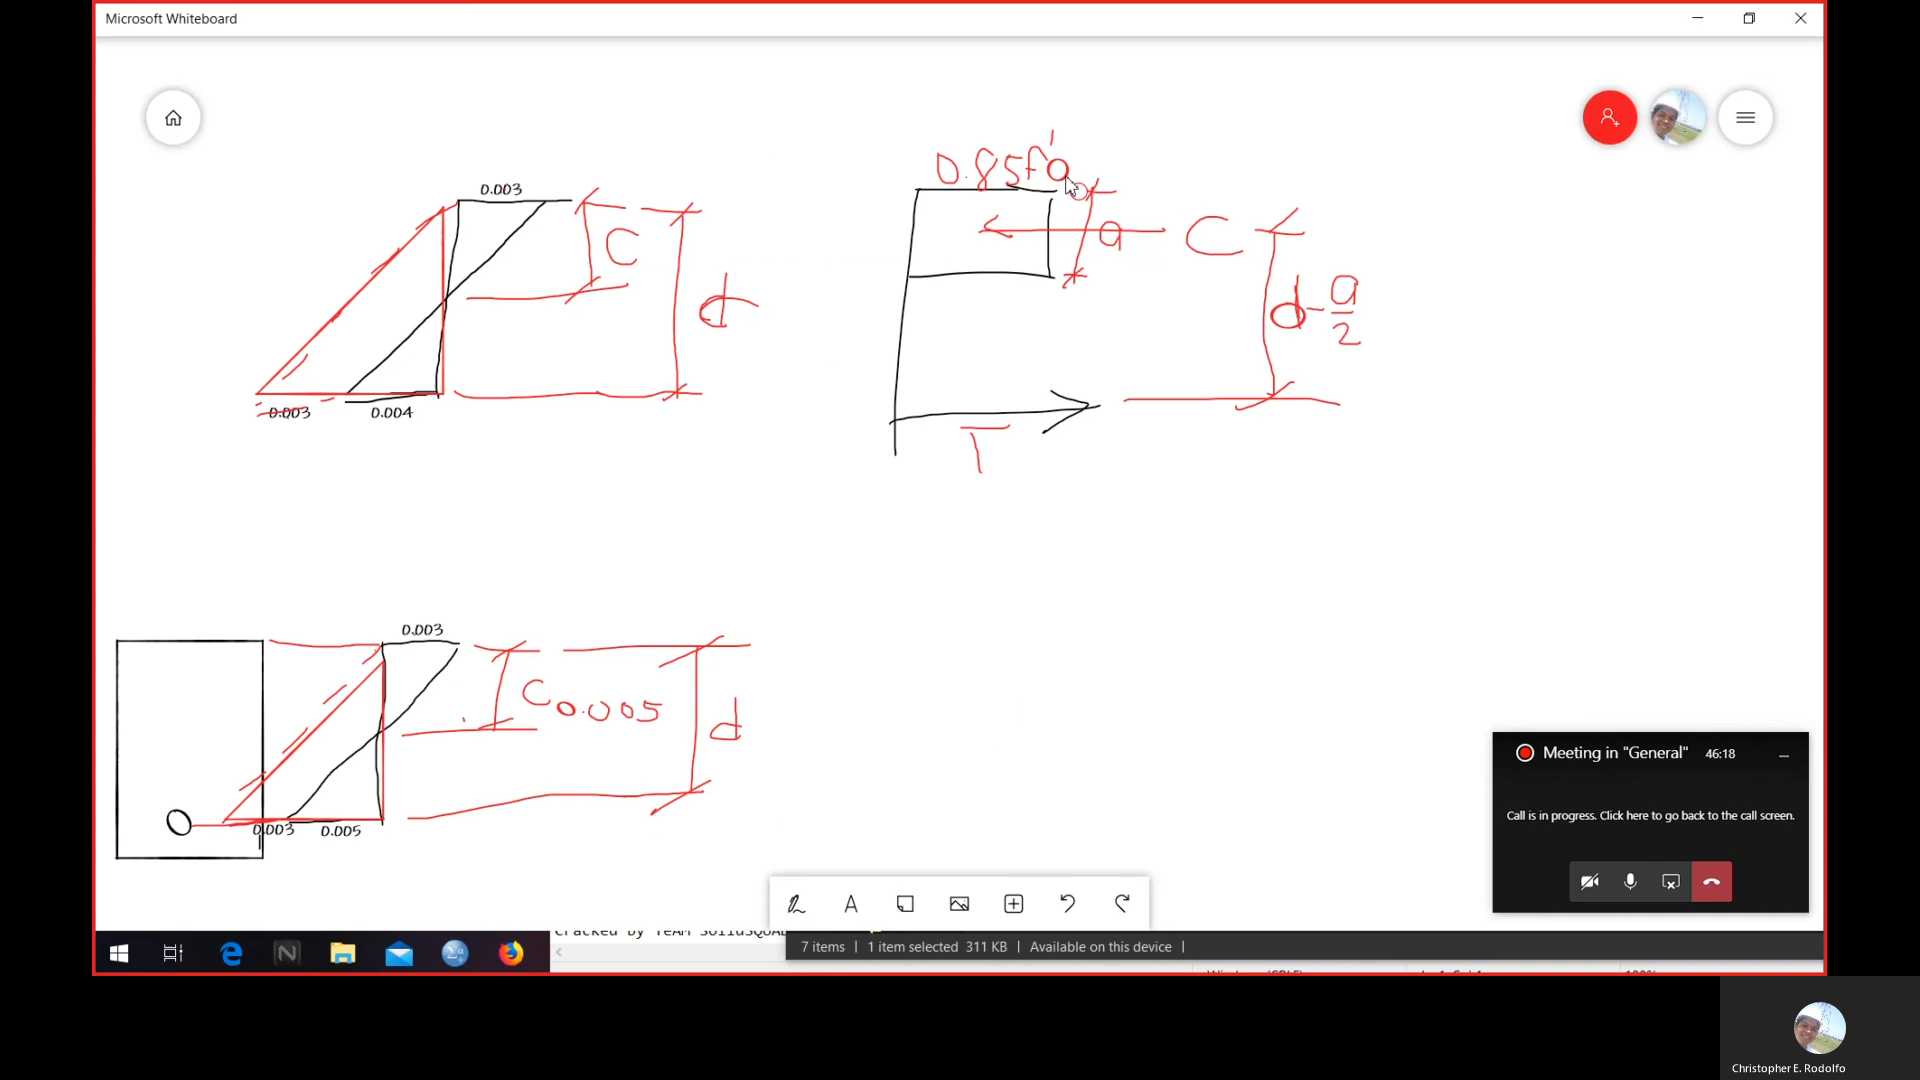 Microsoft Whiteboard
0.003
C
d
0.003
0.004
0.85f'
a
C
d-a/2
T
0.003
C0.005
d
0.003
0.005
Meeting in "General" 46:18
Call is in progress. Click here to go back to the call screen.
7 items | 1 item selected 311 KB | Available on this device |
Christopher E. Rodolfo